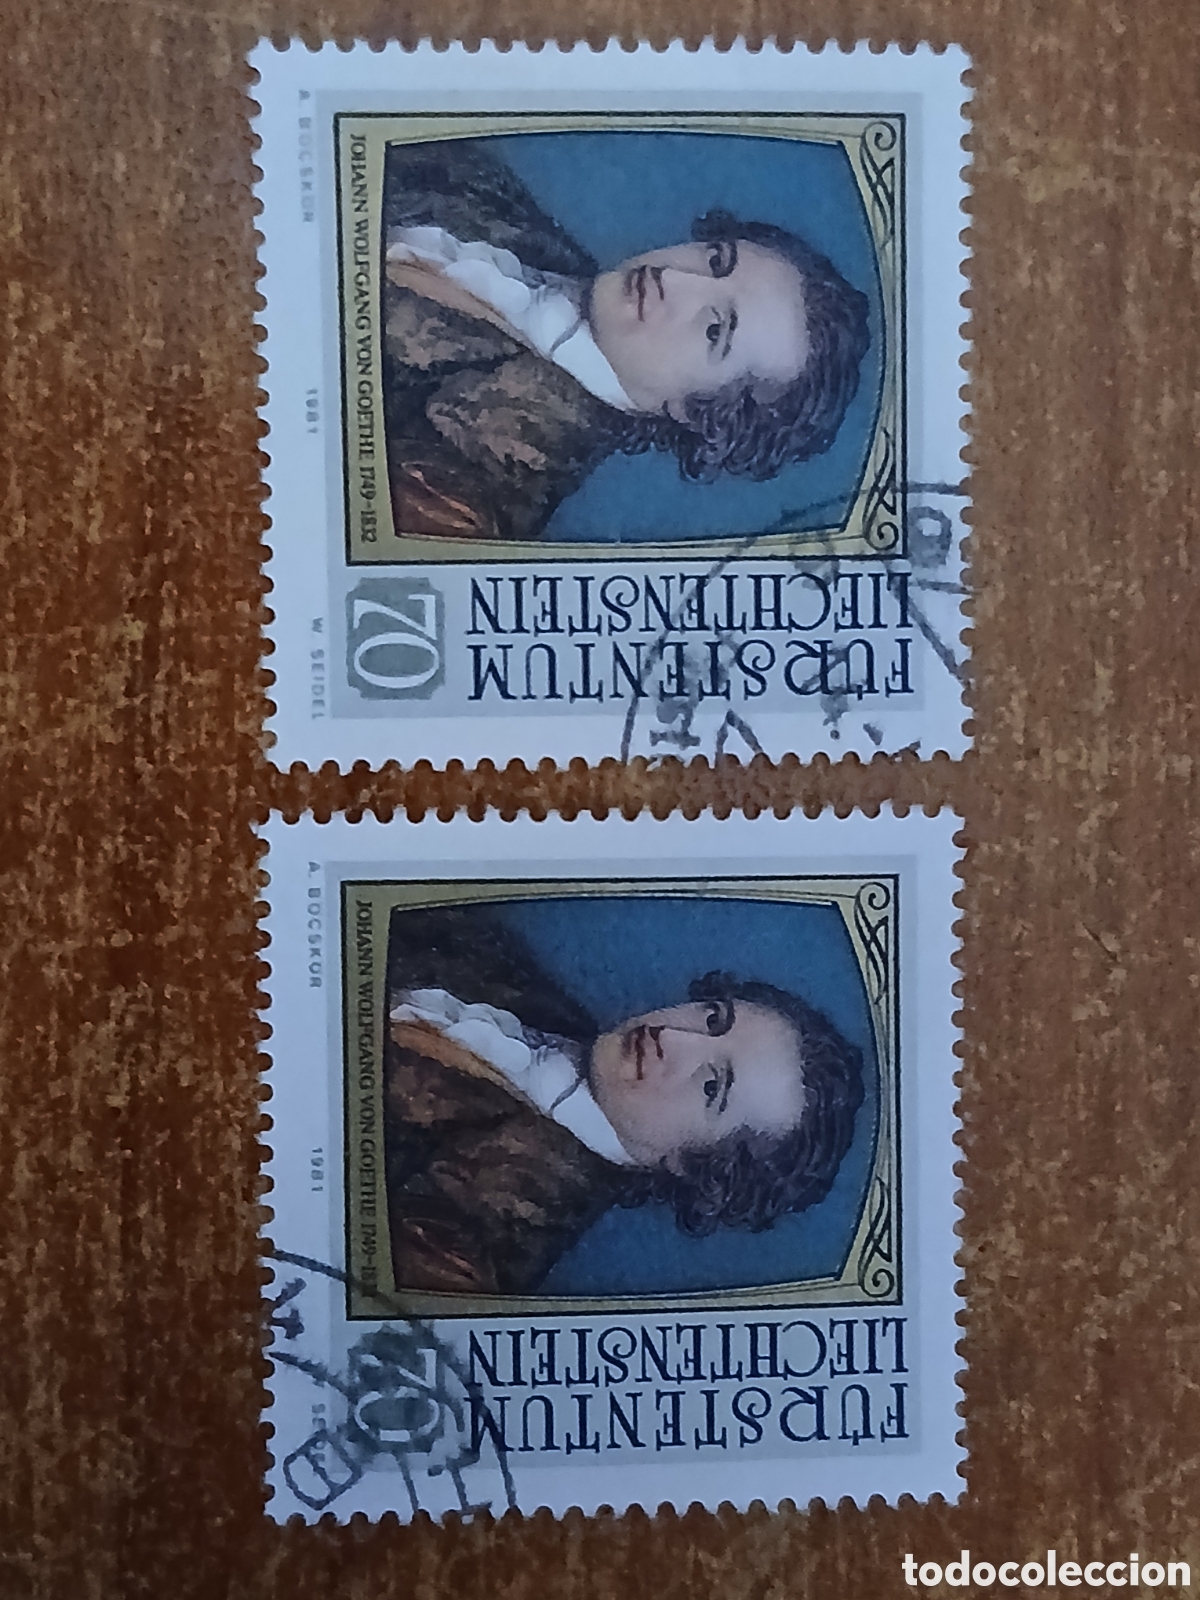 FÜRSTENTUM
LIECHTENSTEIN
70
JOHANN WOLFGANG VON GOETHE 1749-1832
A. BOCSKOR
1981
W. SEIDEL
FÜRSTENTUM
LIECHTENSTEIN
70
JOHANN WOLFGANG VON GOETHE 1749-
A. BOCSKOR
1981
todocoleccion